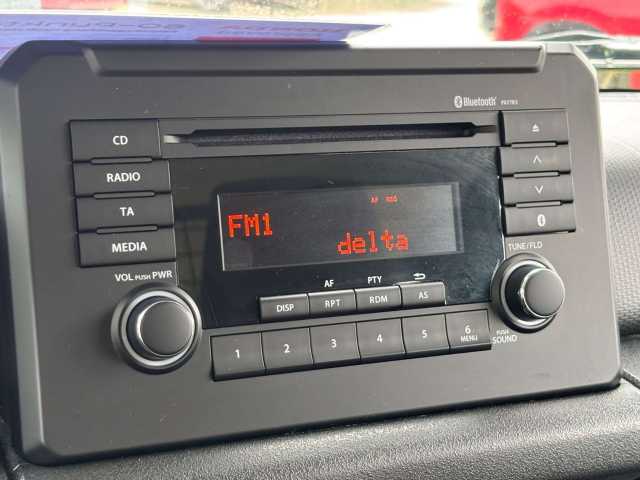 Bluetooth
CD
RADIO
TA
MEDIA
VOL PUSH PWR
AF REG
FM1
delta
TUNE/FLD
AF PTY
DISP RPT RDM AS
1 2 3 4 5 6
MENU
PUSH
SOUND